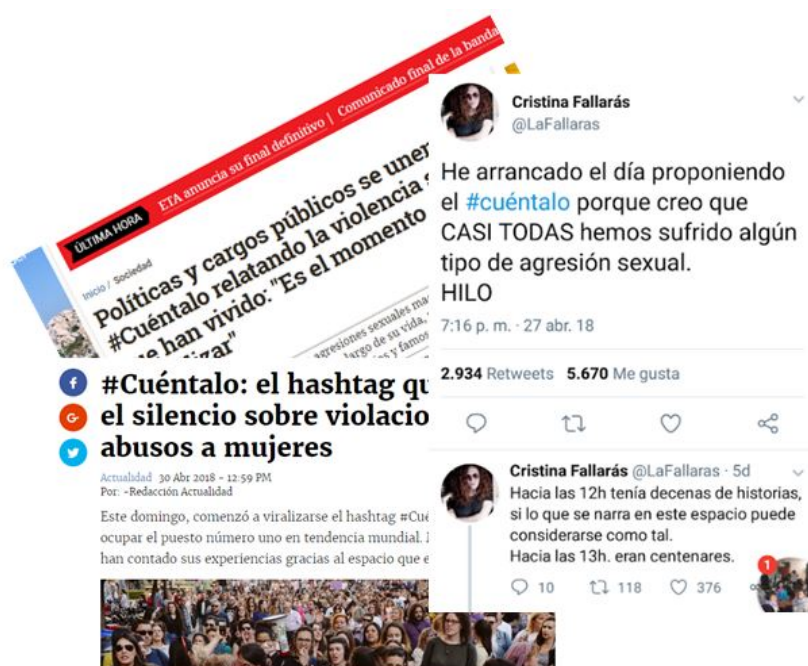 ÚLTIMA HORA
ETA anuncia su final definitivo | Comunicado final de la banda
Inicio / Sociedad
Políticas y cargos públicos se unen
#Cuéntalo relatando la violencia
han vivido: "Es el momento
agresiones sexuales
largo de su vida,
y famos
#Cuéntalo: el hashtag qu
el silencio sobre violacio
abusos a mujeres
Actualidad 30 Abr 2018 - 12:59 PM
Por: -Redacción Actualidad
Este domingo, comenzó a viralizarse el hashtag #Cué
ocupar el puesto número uno en tendencia mundial.
han contado sus experiencias gracias al espacio que e
Cristina Fallarás
@LaFallaras
He arrancado el día proponiendo
el #cuéntalo porque creo que
CASI TODAS hemos sufrido algún
tipo de agresión sexual.
HILO
7:16 p. m. · 27 abr. 18
2.934 Retweets 5.670 Me gusta
Cristina Fallarás @LaFallaras · 5d
Hacia las 12h tenía decenas de historias,
si lo que se narra en este espacio puede
considerarse como tal.
Hacia las 13h. eran centenares.
10 118 376
1